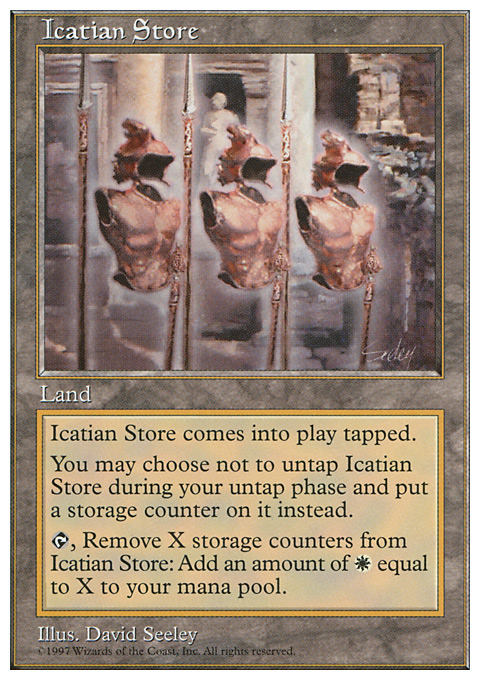 Icatian Store
Seeley
Land
Icatian Store comes into play tapped.
You may choose not to untap Icatian
Store during your untap phase and put
a storage counter on it instead.
, Remove X storage counters from
Icatian Store: Add an amount of equal
to X to your mana pool.
Illus. David Seeley
©1997 Wizards of the Coast, Inc. All rights reserved.